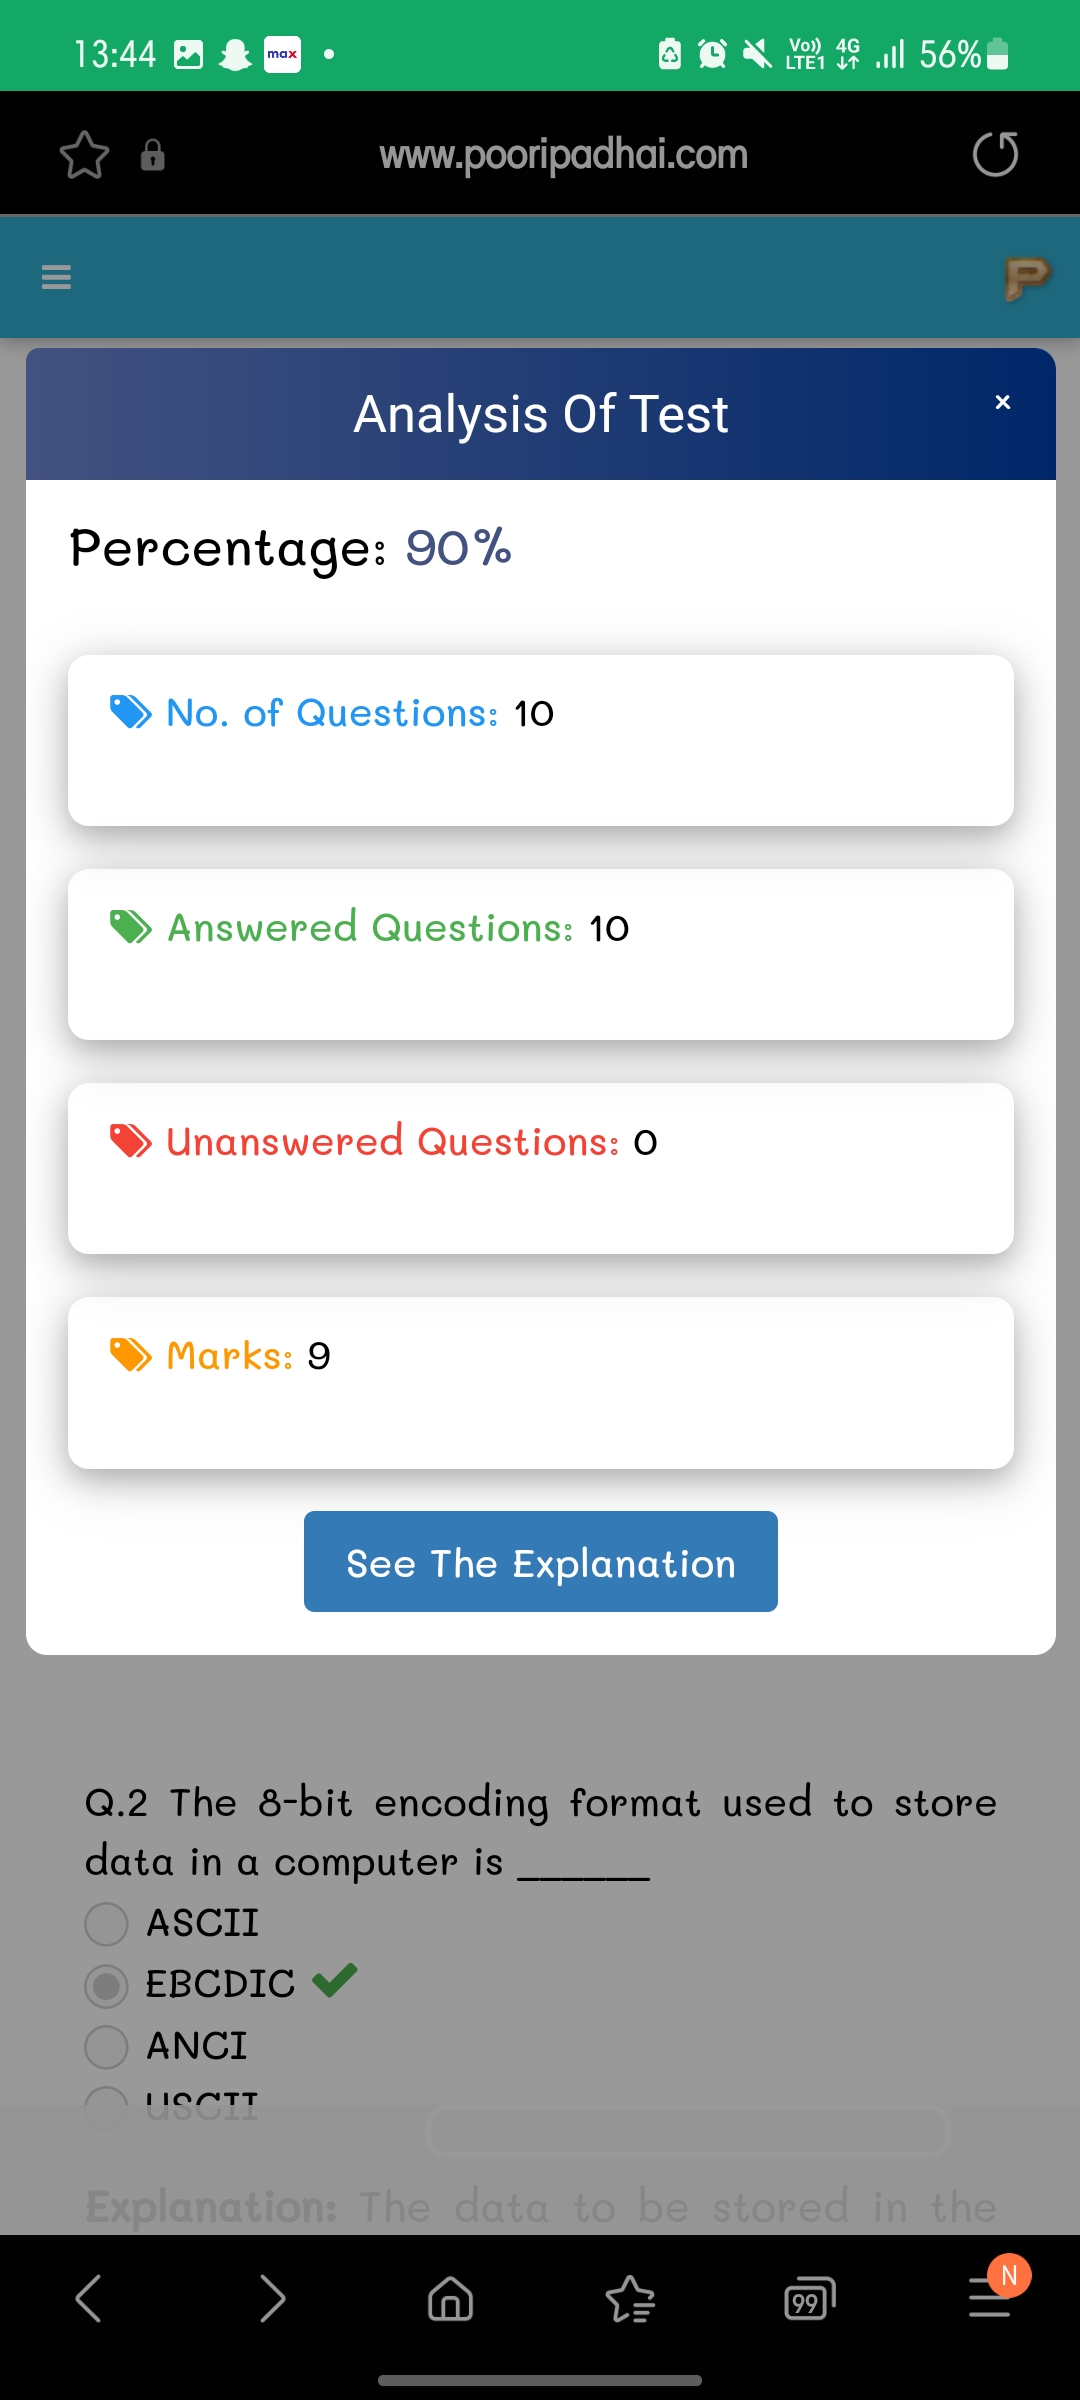 13:44
max
Vo)) LTE1 4G 56%
www.pooripadhai.com
P
Analysis Of Test
×
Percentage: 90%
No. of Questions: 10
Answered Questions: 10
Unanswered Questions: 0
Marks: 9
See The Explanation
Q.2 The 8-bit encoding format used to store
data in a computer is ______
ASCII
EBCDIC
ANCI
USCII
Explanation: The data to be stored in the
99
N